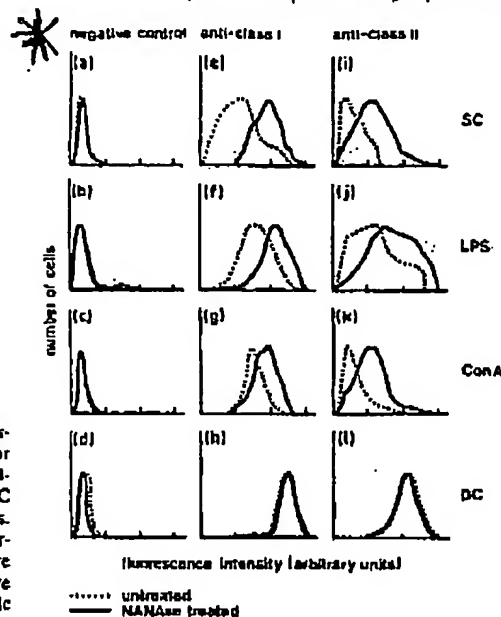 negative control anti-class I anti-class II
(a) (e) (i) SC
(b) (f) (j) LPS
(c) (g) (k) ConA
(d) (h) (l) DC
number of cells
fluorescence intensity (arbitrary units)
untreated
NANAse treated
or
C